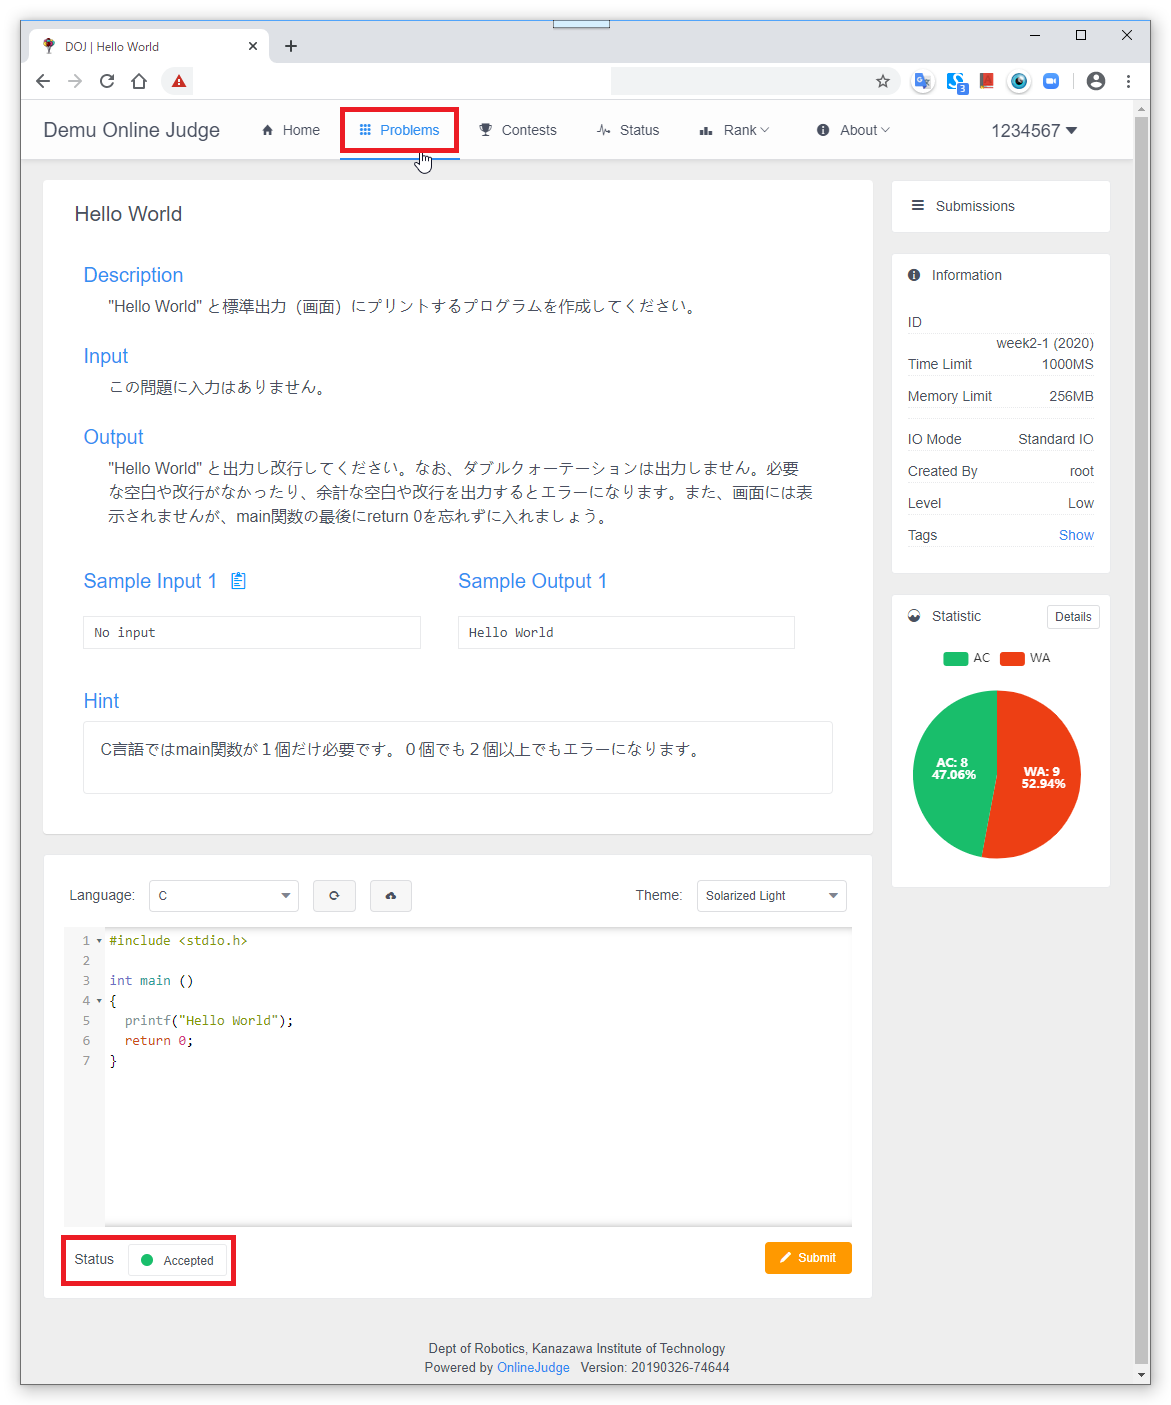 DOJ | Hello World
3
Demu Online Judge
Home
Problems
Contests
Status
Rank
About
1234567
Hello World
Description
"Hello World" と標準出力（画面）にプリントするプログラムを作成してください。
Input
この問題に入力はありません。
Output
"Hello World" と出力し改行してください。なお、ダブルクォーテーションは出力しません。必要
な空白や改行がなかったり、余計な空白や改行を出力するとエラーになります。また、画面には表
示されませんが、main関数の最後にreturn 0を忘れずに入れましょう。
Sample Input 1
Sample Output 1
No input
Hello World
Hint
C言語ではmain関数が１個だけ必要です。０個でも２個以上でもエラーになります。
Submissions
Information
ID
week2-1 (2020)
Time Limit 1000MS
Memory Limit 256MB
IO Mode Standard IO
Created By root
Level Low
Tags Show
Statistic Details
AC WA
AC: 8
47.06%
WA: 9
52.94%
Language: C
Theme: Solarized Light
1 #include <stdio.h>
2
3 int main ()
4 {
5 printf("Hello World");
6 return 0;
7 }
Status Accepted
Submit
Dept of Robotics, Kanazawa Institute of Technology
Powered by OnlineJudge Version: 20190326-74644